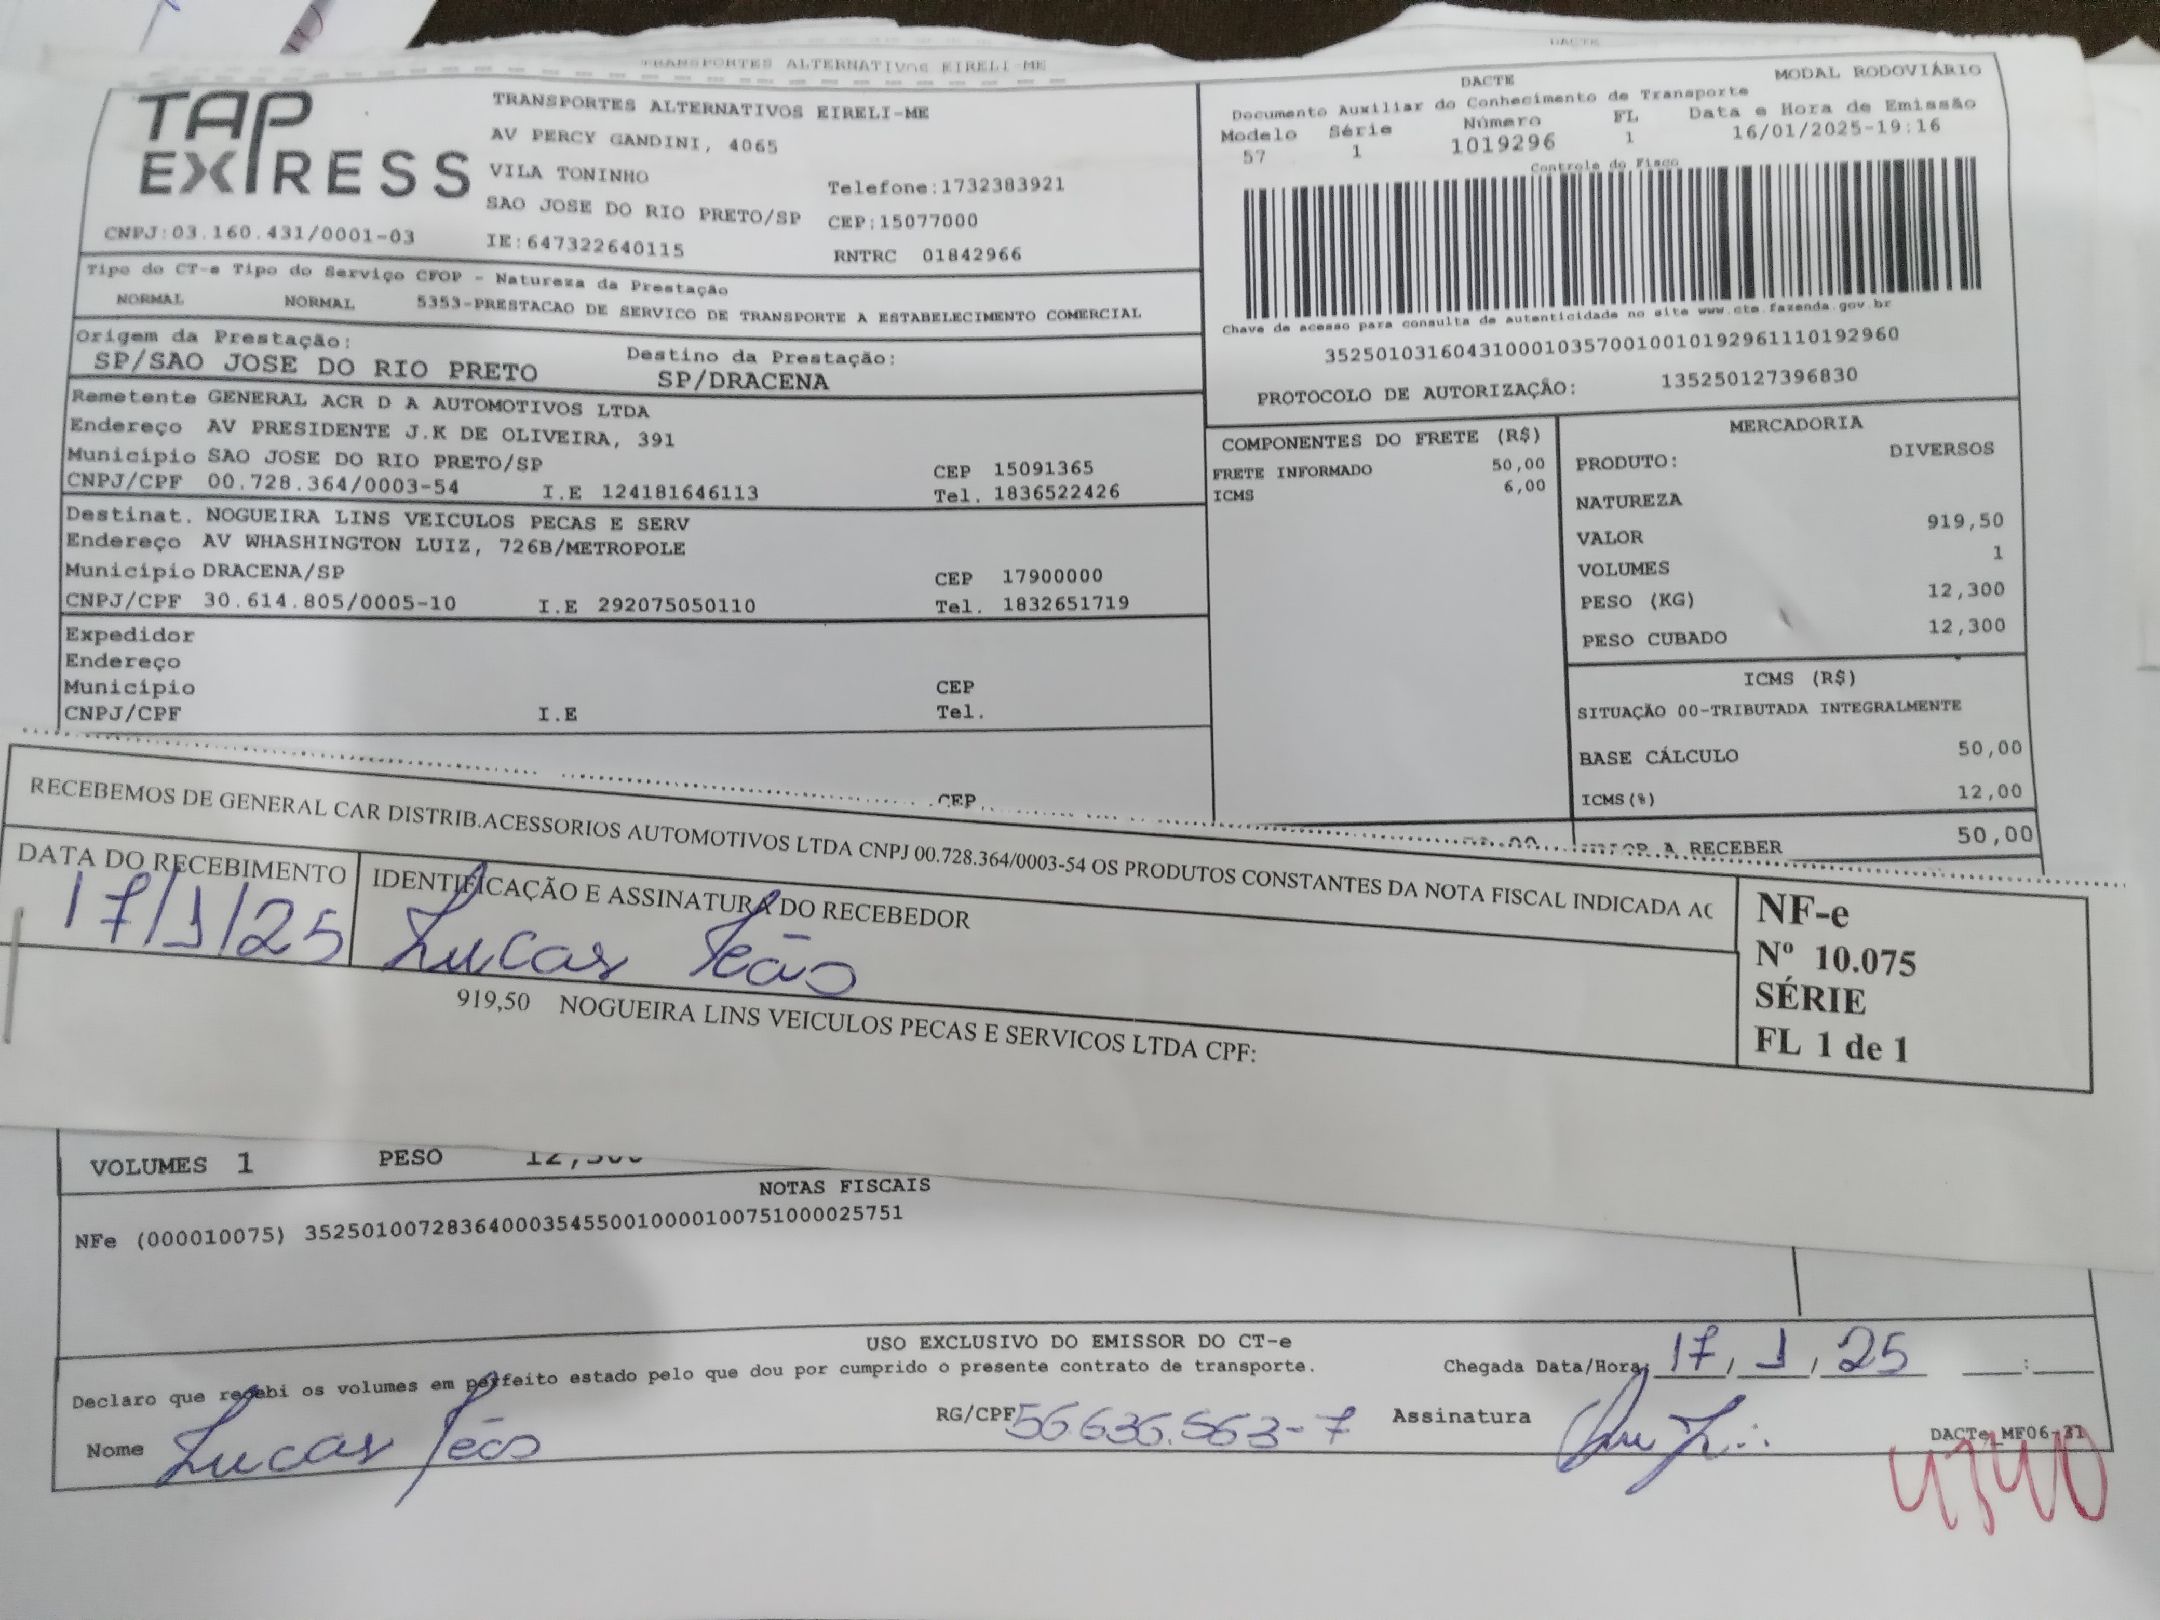 DACTE
TRANSPORTES ALTERNATIVOS EIRELI-ME
TAP EXPRESS
CNPJ:03.160.431/0001-03
TRANSPORTES ALTERNATIVOS EIRELI-ME
AV PERCY GANDINI, 4065
VILA TONINHO
SAO JOSE DO RIO PRETO/SP
IE:647322640115
Telefone:1732383921
CEP:15077000
RNTRC 01842966
DACTE
MODAL RODOVIÁRIO
Documento Auxiliar do Conhecimento de Transporte
Modelo Série Número FL Data e Hora de Emissão
57 1 1019296 1 16/01/2025-19:16
Controle do Fisco
Chave de acesso para consulta de autenticidade no site www.cte.fazenda.gov.br
35250103160431000103570010010192961110192960
PROTOCOLO DE AUTORIZAÇÃO: 135250127396830
Tipo do CT-e Tipo do Serviço CFOP - Natureza da Prestação
NORMAL NORMAL 5353-PRESTACAO DE SERVICO DE TRANSPORTE A ESTABELECIMENTO COMERCIAL
Origem da Prestação: Destino da Prestação:
SP/SAO JOSE DO RIO PRETO SP/DRACENA
Remetente GENERAL ACR D A AUTOMOTIVOS LTDA
Endereço AV PRESIDENTE J.K DE OLIVEIRA, 391
Município SAO JOSE DO RIO PRETO/SP CEP 15091365
CNPJ/CPF 00.728.364/0003-54 I.E 124181646113 Tel. 1836522426
Destinat. NOGUEIRA LINS VEICULOS PECAS E SERV
Endereço AV WHASHINGTON LUIZ, 726B/METROPOLE
Município DRACENA/SP CEP 17900000
CNPJ/CPF 30.614.805/0005-10 I.E 292075050110 Tel. 1832651719
Expedidor
Endereço
Município CEP
CNPJ/CPF I.E Tel.
CEP
COMPONENTES DO FRETE (R$)
FRETE INFORMADO 50,00
ICMS 6,00
MERCADORIA
PRODUTO: DIVERSOS
NATUREZA
VALOR 919,50
VOLUMES 1
PESO (KG) 12,300
PESO CUBADO 12,300
ICMS (R$)
SITUAÇÃO 00-TRIBUTADA INTEGRALMENTE
BASE CÁLCULO 50,00
ICMS(%) 12,00
A RECEBER 50,00
RECEBEMOS DE GENERAL CAR DISTRIB.ACESSORIOS AUTOMOTIVOS LTDA CNPJ 00.728.364/0003-54 OS PRODUTOS CONSTANTES DA NOTA FISCAL INDICADA AO
DATA DO RECEBIMENTO IDENTIFICAÇÃO E ASSINATURA DO RECEBEDOR
17/1/25 Lucas Leão
919,50 NOGUEIRA LINS VEICULOS PECAS E SERVICOS LTDA CPF:
NF-e
Nº 10.075
SÉRIE
FL 1 de 1
VOLUMES 1 PESO 12,300
NOTAS FISCAIS
NFe (000010075) 35250100728364000354550010000100751000025751
USO EXCLUSIVO DO EMISSOR DO CT-e
Declaro que recebi os volumes em perfeito estado pelo que dou por cumprido o presente contrato de transporte.
Chegada Data/Hora: 17/1/25 :
Nome Lucas Leão RG/CPF 56.636.563-7 Assinatura
DACTe_MF06-31
4340